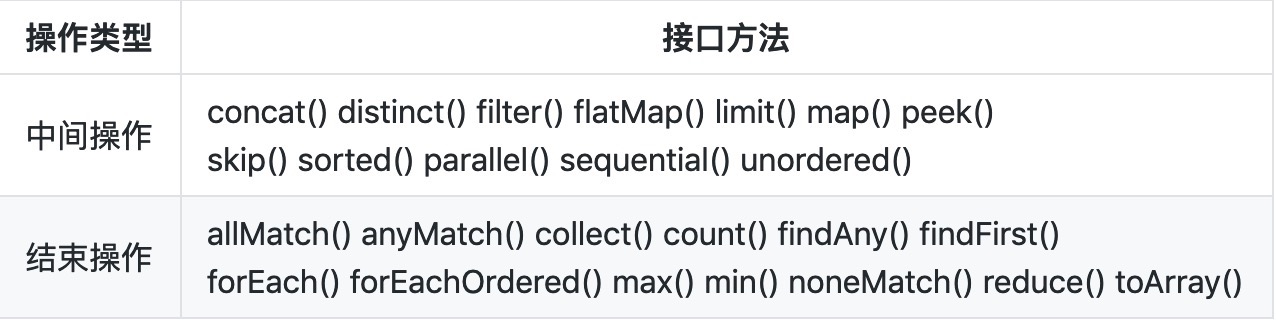 操作类型 接口方法
中间操作
concat() distinct() filter() flatMap() limit() map() peek()
skip() sorted() parallel() sequential() unordered()
结束操作
allMatch() anyMatch() collect() count() findAny() findFirst()
forEach() forEachOrdered() max() min() noneMatch() reduce() toArray()